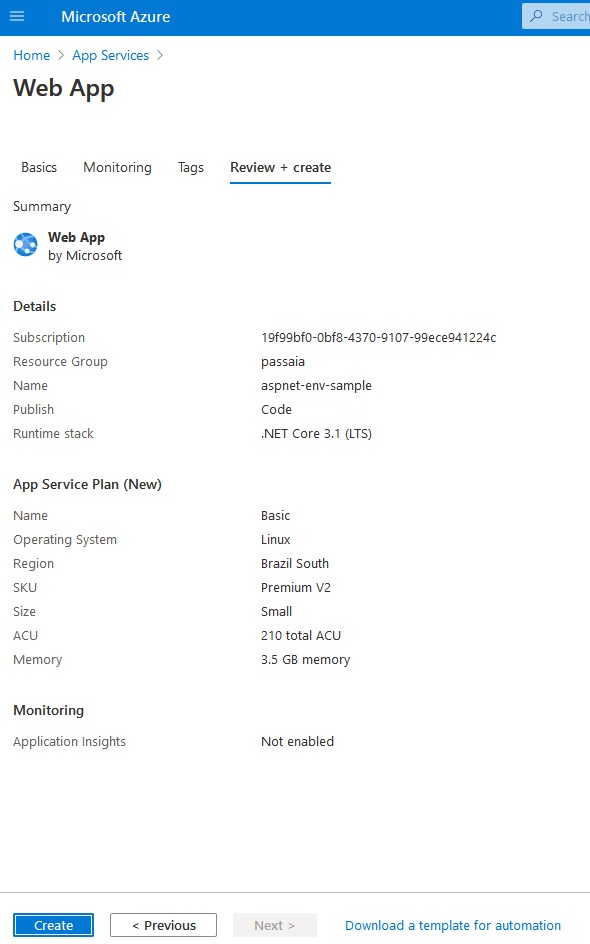 Microsoft Azure
Search
Home > App Services >
Web App
Basics Monitoring Tags Review + create
Summary
Web App
by Microsoft
Details
Subscription 19f99bf0-0bf8-4370-9107-99ece941224c
Resource Group passaia
Name aspnet-env-sample
Publish Code
Runtime stack .NET Core 3.1 (LTS)
App Service Plan (New)
Name Basic
Operating System Linux
Region Brazil South
SKU Premium V2
Size Small
ACU 210 total ACU
Memory 3.5 GB memory
Monitoring
Application Insights Not enabled
Create < Previous Next > Download a template for automation